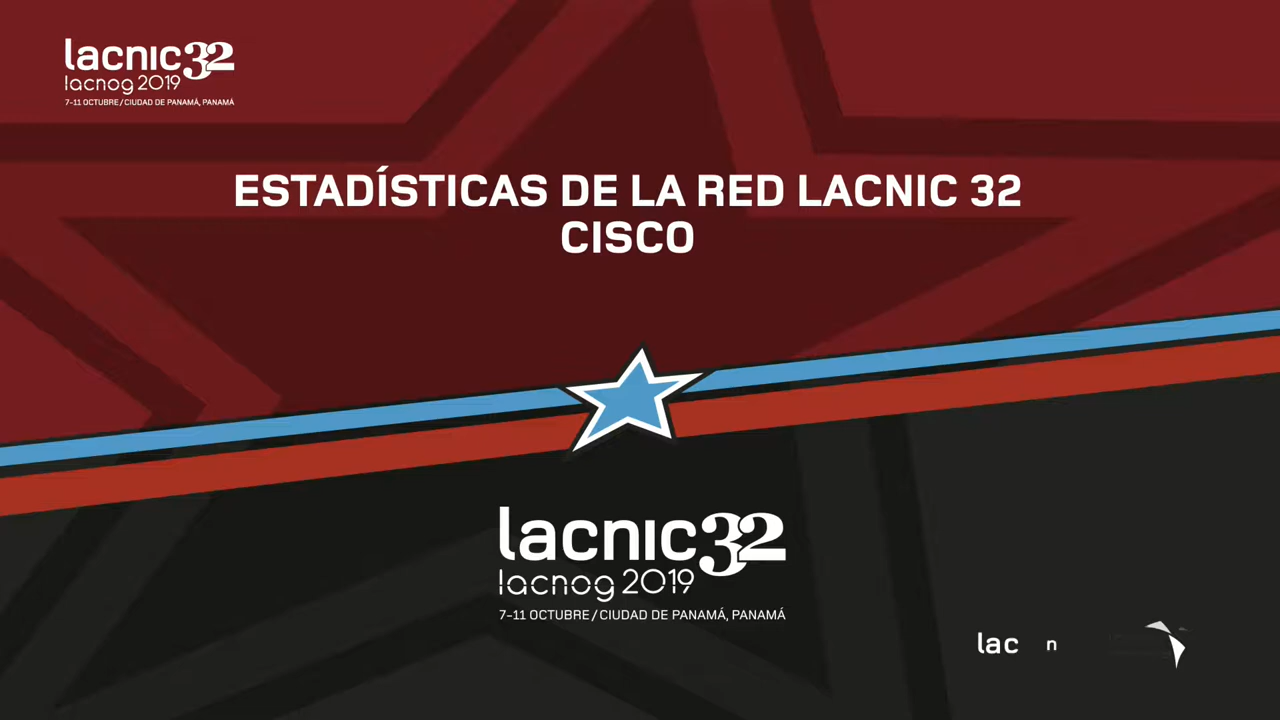 lacnic32
lacnog 2019
7-11 OCTUBRE / CIUDAD DE PANAMÁ, PANAMÁ
ESTADÍSTICAS DE LA RED LACNIC 32
CISCO
lacnic32
lacnog 2019
7-11 OCTUBRE / CIUDAD DE PANAMÁ, PANAMÁ
lac n